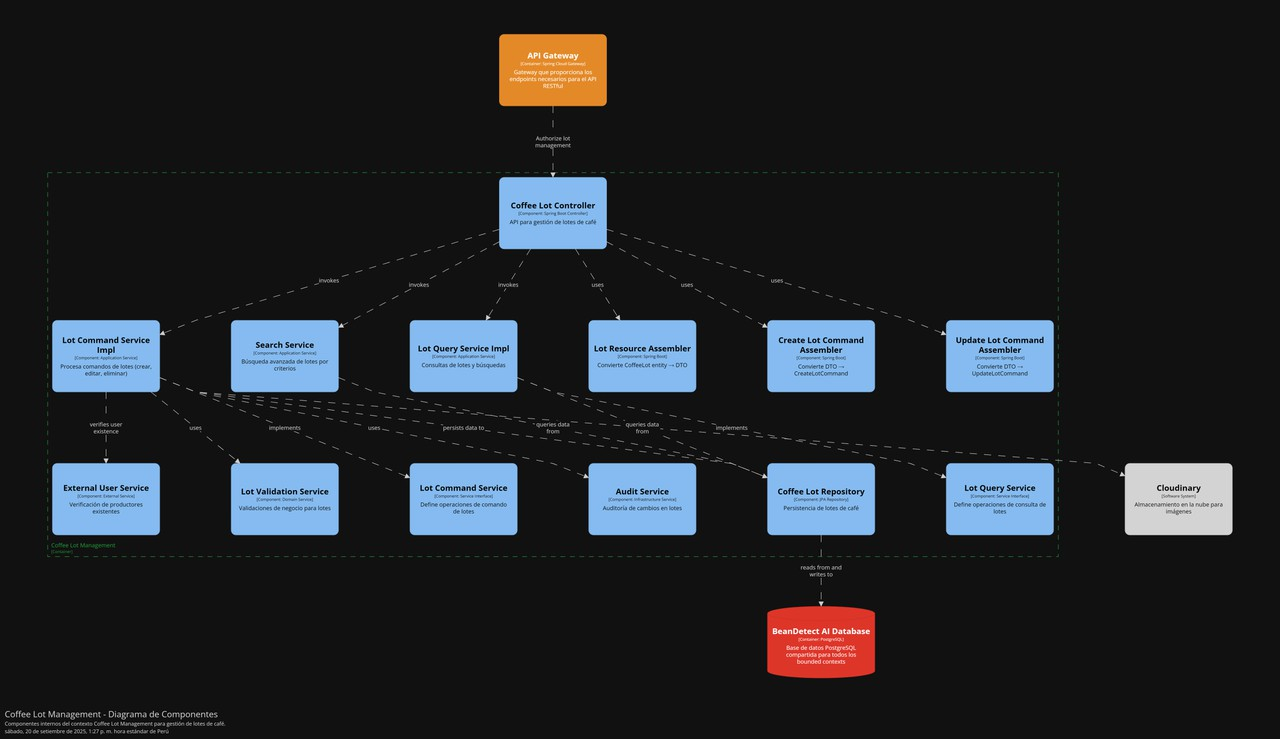 API Gateway
[Container: Spring Cloud Gateway]
Gateway que proporciona los
endpoints necesarios para el API
RESTful
Authorize lot
management
Coffee Lot Controller
[Component: Spring Boot Controller]
API para gestión de lotes de café
invokes
invokes
invokes
uses
uses
uses
Lot Command Service
Impl
[Component: Application Service]
Procesa comandos de lotes (crear,
editar, eliminar)
Search Service
[Component: Application Service]
Búsqueda avanzada de lotes por
criterios
Lot Query Service Impl
[Component: Application Service]
Consultas de lotes y búsquedas
Lot Resource Assembler
[Component: Spring Boot]
Convierte CoffeeLot entity → DTO
Create Lot Command
Assembler
[Component: Spring Boot]
Convierte DTO →
CreateLotCommand
Update Lot Command
Assembler
[Component: Spring Boot]
Convierte DTO →
UpdateLotCommand
verifies user
existence
uses
implements
uses
persists data to
queries data
from
queries data
from
implements
External User Service
[Component: External Service]
Verificación de productores
existentes
Lot Validation Service
[Component: Domain Service]
Validaciones de negocio para lotes
Lot Command Service
[Component: Service Interface]
Define operaciones de comando
de lotes
Audit Service
[Component: Infrastructure Service]
Auditoría de cambios en lotes
Coffee Lot Repository
[Component: JPA Repository]
Persistencia de lotes de café
Lot Query Service
[Component: Service Interface]
Define operaciones de consulta de
lotes
Cloudinary
[Software System]
Almacenamiento en la nube para
imágenes
Coffee Lot Management
[Container]
reads from and
writes to
BeanDetect AI Database
[Container: PostgreSQL]
Base de datos PostgreSQL
compartida para todos los
bounded contexts
Coffee Lot Management - Diagrama de Componentes
Componentes internos del contexto Coffee Lot Management para gestión de lotes de café.
sábado, 20 de setiembre de 2025, 1:27 p. m. hora estándar de Perú